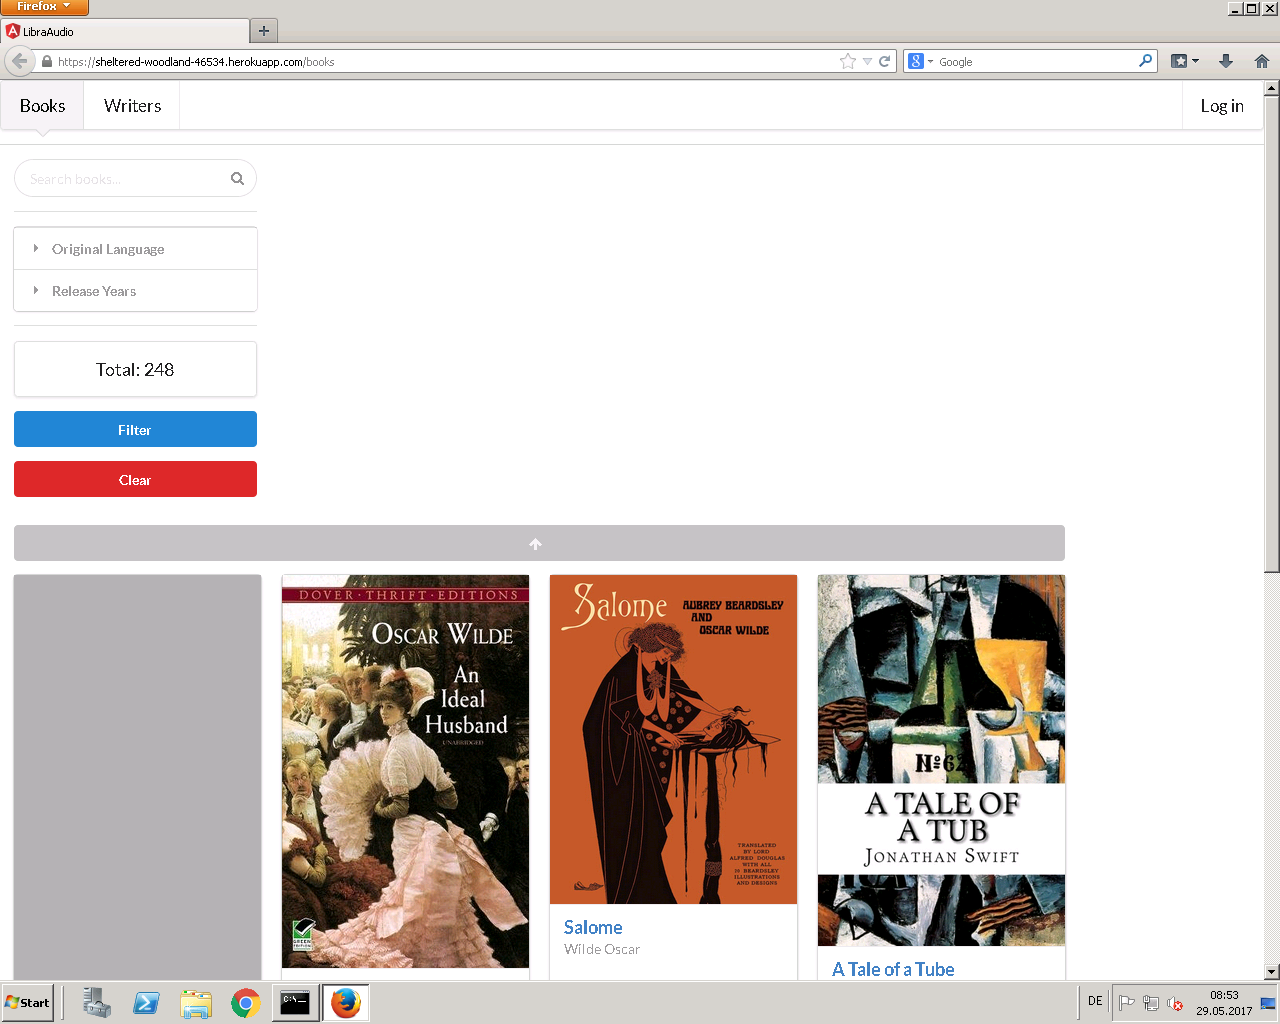 Firefox
LibraAudio
https://sheltered-woodland-46534.herokuapp.com/books
Google
Books
Writers
Log in
Search books...
Original Language
Release Years
Total: 248
Filter
Clear
DOVER · THRIFT · EDITIONS
OSCAR WILDE
An
Ideal
Husband
UNABRIDGED
GREEN
EDITION
Salome
AUBREY BEARDSLEY
AND
OSCAR WILDE
TRANSLATED
BY LORD
ALFRED DOUGLAS
WITH ALL
20 BEARDSLEY
ILLUSTRATIONS
AND DESIGNS
Salome
Wilde Oscar
Nº62
A TALE OF
A TUB
JONATHAN SWIFT
A Tale of a Tube
Start
C:\
DE
08:53
29.05.2017